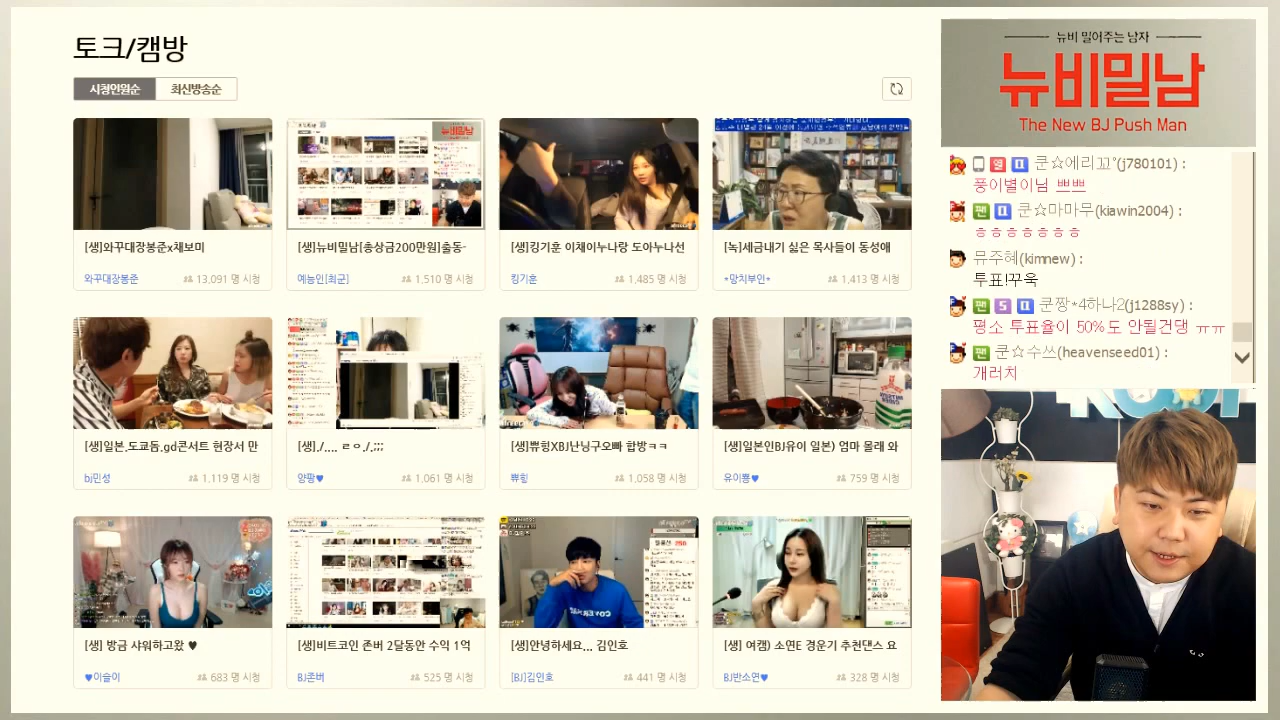 토크/캠방
시청인원순
최신방송순
[생]와꾸대장봉준x채보미
와꾸대장봉준
13,091 명 시청
[생]뉴비밀남[총상금200만원]출동-
예능인[최군]
1,510 명 시청
[생]킹기훈 이채이누나랑 도아누나선
킹기훈
1,485 명 시청
[녹]세금내기 싫은 목사들이 동성애
*망치부인*
1,413 명 시청
[생]일본.도쿄돔.gd콘서트 현장서 만
bj민성
1,119 명 시청
[생]./.... ㄹㅇ./.;;;
양팡♥
1,061 명 시청
[생]쀼힝XBJ난닝구오빠 합방ㅋㅋ
쀼힝
1,058 명 시청
[생]일본인BJ유이 일본) 엄마 몰래 와
유이뿅♥
759 명 시청
[생] 방금 샤워하고왔 ♥
♥이슬이
683 명 시청
[생]비트코인 존버 2달동안 수익 1억
BJ존버
525 명 시청
[생]안녕하세요... 김인호
[BJ]김인호
441 명 시청
[생] 여캠) 소연E 경운기 추천댄스 요
BJ반소연♥
328 명 시청
뉴비 밀어주는 남자
뉴비밀남
The New BJ Push Man
열 쿤☆에리꼬*(j780101) :
풍이별이님 쁘쁘
팬 쿤☆마마무(kiawin2004) :
ㅎㅎㅎㅎㅎㅎㅎ
뮤주혜(kimnew) :
투표!꾸욱
팬 S 쿤짱*4하나2(j1288sy) :
평소 투표율이 50%도 안될낀뎅 ㅠㅠ
팬 쿤☆수쓰(heavenseed01) :
개러치